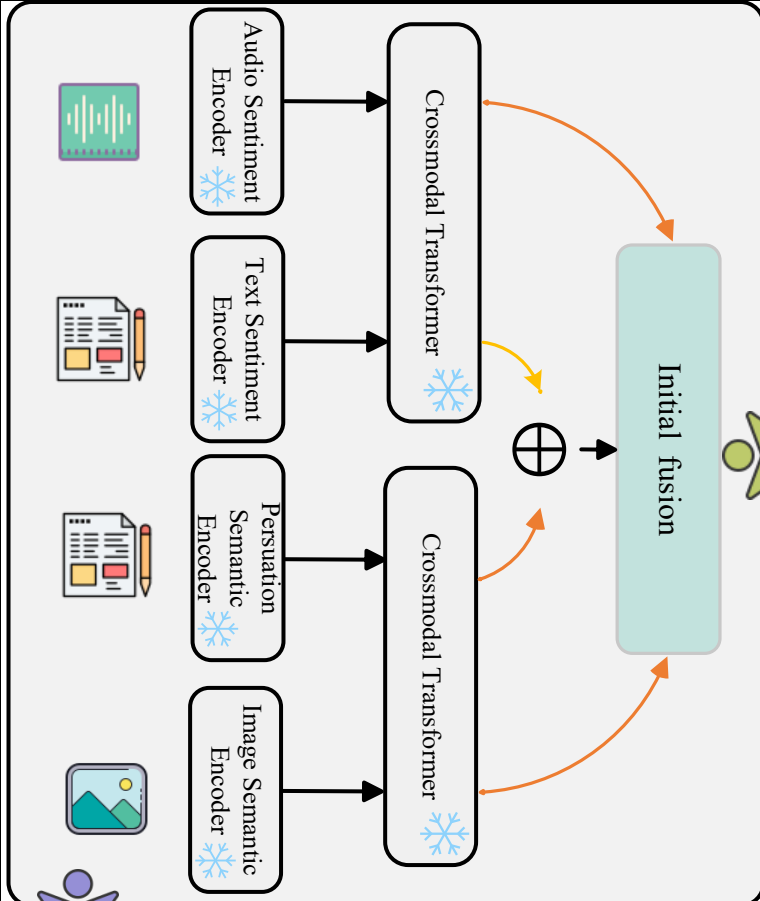 Audio Sentiment
Encoder
Text Sentiment
Encoder
Persuation
Semantic
Encoder
Image Semantic
Encoder
Crossmodal Transformer
Crossmodal Transformer
Initial fusion